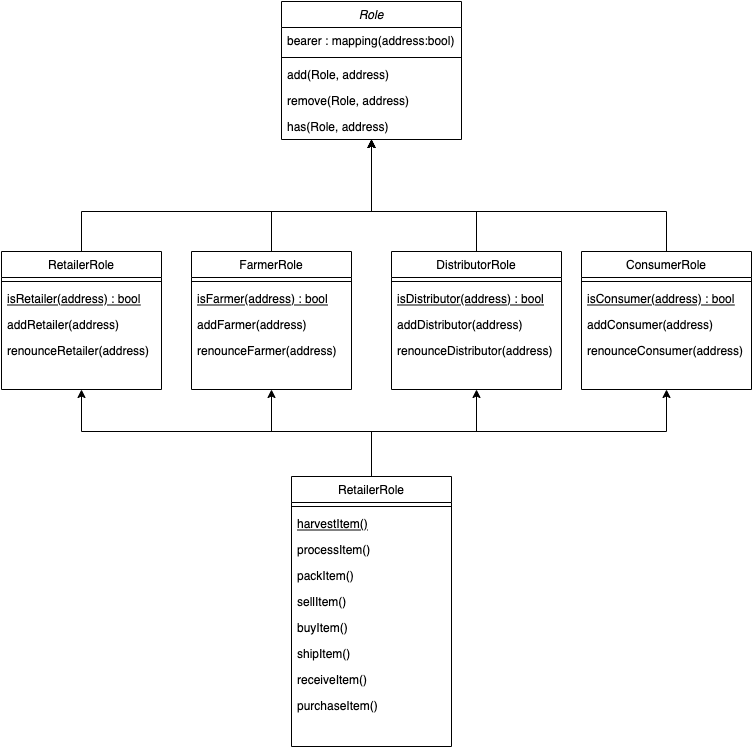 Role
bearer : mapping(address:bool)
add(Role, address)
remove(Role, address)
has(Role, address)
RetailerRole
isRetailer(address) : bool
addRetailer(address)
renounceRetailer(address)
FarmerRole
isFarmer(address) : bool
addFarmer(address)
renounceFarmer(address)
DistributorRole
isDistributor(address) : bool
addDistributor(address)
renounceDistributor(address)
ConsumerRole
isConsumer(address) : bool
addConsumer(address)
renounceConsumer(address)
RetailerRole
harvestItem()
processItem()
packItem()
sellItem()
buyItem()
shipItem()
receiveItem()
purchaseItem()